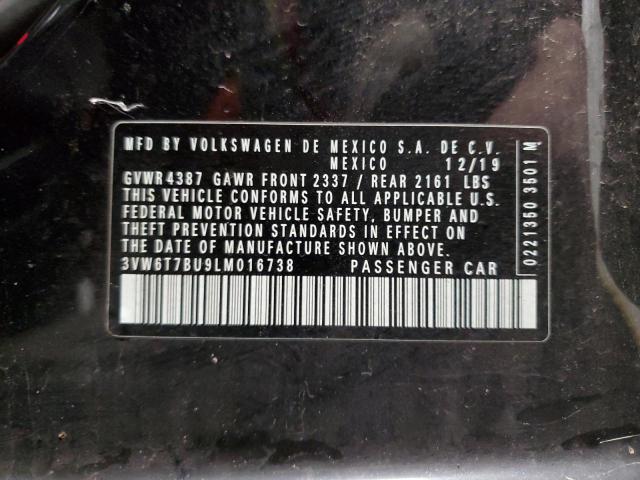 MFD BY VOLKSWAGEN DE MEXICO S.A. DE C.V.
MEXICO 12/19
GVWR 4387 GAWR FRONT 2337 / REAR 2161 LBS
THIS VEHICLE CONFORMS TO ALL APPLICABLE U.S.
FEDERAL MOTOR VEHICLE SAFETY, BUMPER AND
THEFT PREVENTION STANDARDS IN EFFECT ON
THE DATE OF MANUFACTURE SHOWN ABOVE.
3VW6T7BU9LM016738 PASSENGER CAR
0221350 3501 M